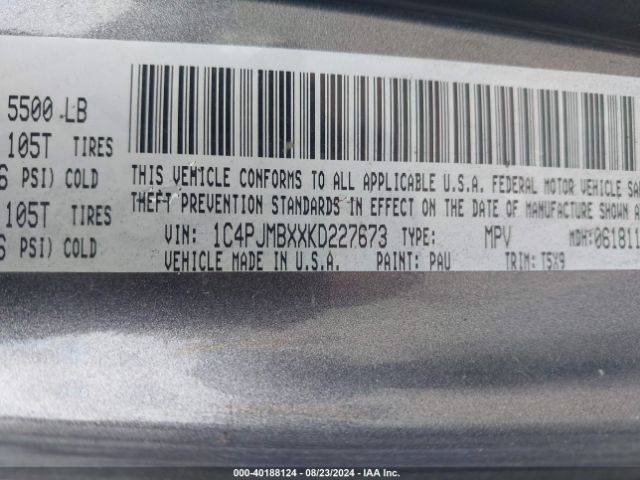 5500 LB
105T TIRES
PSI) COLD
105T TIRES
PSI) COLD
THIS VEHICLE CONFORMS TO ALL APPLICABLE U.S.A. FEDERAL MOTOR VEHICLE SA
THEFT PREVENTION STANDARDS IN EFFECT ON THE DATE OF MANUFACTURE SHOWN A
VIN: 1C4PJMBXXKD227673 TYPE: MPV MDH:061811
VEHICLE MADE IN U.S.A. PAINT: PAU TRIM: T5X9
000-40188124 / 08/23/2024 - IAA Inc.